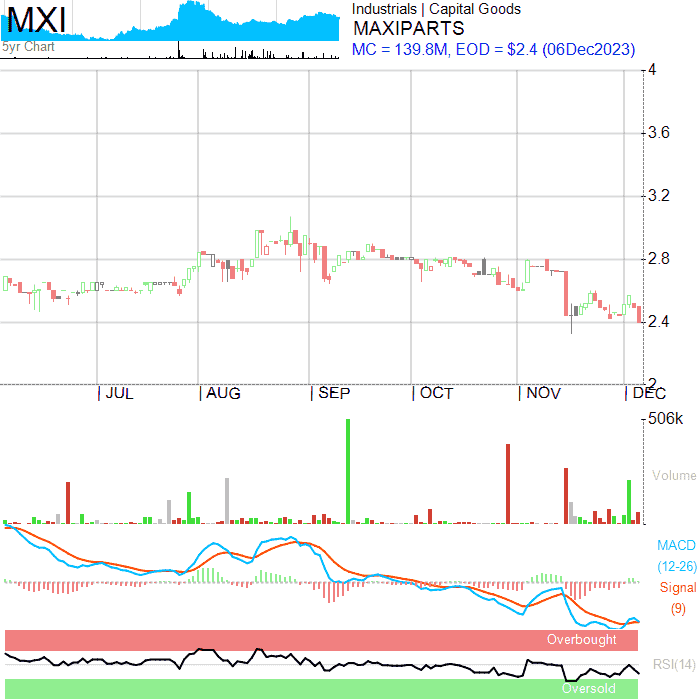 MXI
5yr Chart
Industrials | Capital Goods
MAXIPARTS
MC = 139.8M, EOD = $2.4 (06Dec2023)
4
3.6
3.2
2.8
2.4
2
JUL
AUG
SEP
OCT
NOV
DEC
506k
Volume
MACD
(12-26)
Signal
(9)
Overbought
RSI(14)
Oversold